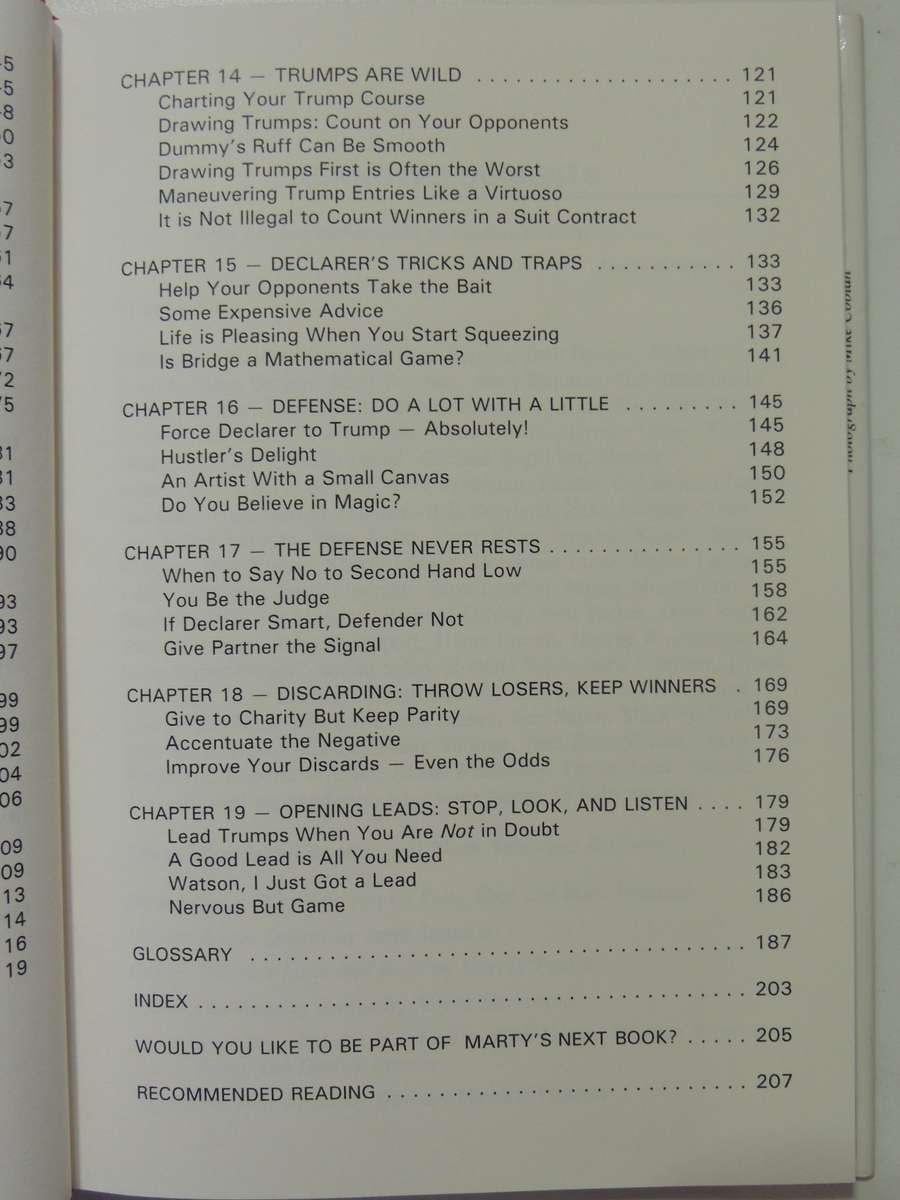 CHAPTER 14 — TRUMPS ARE WILD . . . . . . . . . . . . . . . . . . . . 121
Charting Your Trump Course 121
Drawing Trumps: Count on Your Opponents 122
Dummy's Ruff Can Be Smooth 124
Drawing Trumps First is Often the Worst 126
Maneuvering Trump Entries Like a Virtuoso 129
It is Not Illegal to Count Winners in a Suit Contract 132
CHAPTER 15 — DECLARER'S TRICKS AND TRAPS . . . . . . . . . . . 133
Help Your Opponents Take the Bait 133
Some Expensive Advice 136
Life is Pleasing When You Start Squeezing 137
Is Bridge a Mathematical Game? 141
CHAPTER 16 — DEFENSE: DO A LOT WITH A LITTLE . . . . . . . . . 145
Force Declarer to Trump — Absolutely! 145
Hustler's Delight 148
An Artist With a Small Canvas 150
Do You Believe in Magic? 152
CHAPTER 17 — THE DEFENSE NEVER RESTS . . . . . . . . . . . . . . . 155
When to Say No to Second Hand Low 155
You Be the Judge 158
If Declarer Smart, Defender Not 162
Give Partner the Signal 164
CHAPTER 18 — DISCARDING: THROW LOSERS, KEEP WINNERS . 169
Give to Charity But Keep Parity 169
Accentuate the Negative 173
Improve Your Discards — Even the Odds 176
CHAPTER 19 — OPENING LEADS: STOP, LOOK, AND LISTEN . . . . 179
Lead Trumps When You Are Not in Doubt 179
A Good Lead is All You Need 182
Watson, I Just Got a Lead 183
Nervous But Game 186
GLOSSARY . . . . . . . . . . . . . . . . . . . . . . . . . . . . . . . . . . . . . . . 187
INDEX . . . . . . . . . . . . . . . . . . . . . . . . . . . . . . . . . . . . . . . . . . . 203
WOULD YOU LIKE TO BE PART OF MARTY'S NEXT BOOK? . . . . . 205
RECOMMENDED READING . . . . . . . . . . . . . . . . . . . . . . . . . . . . 207
Photograph by Mike